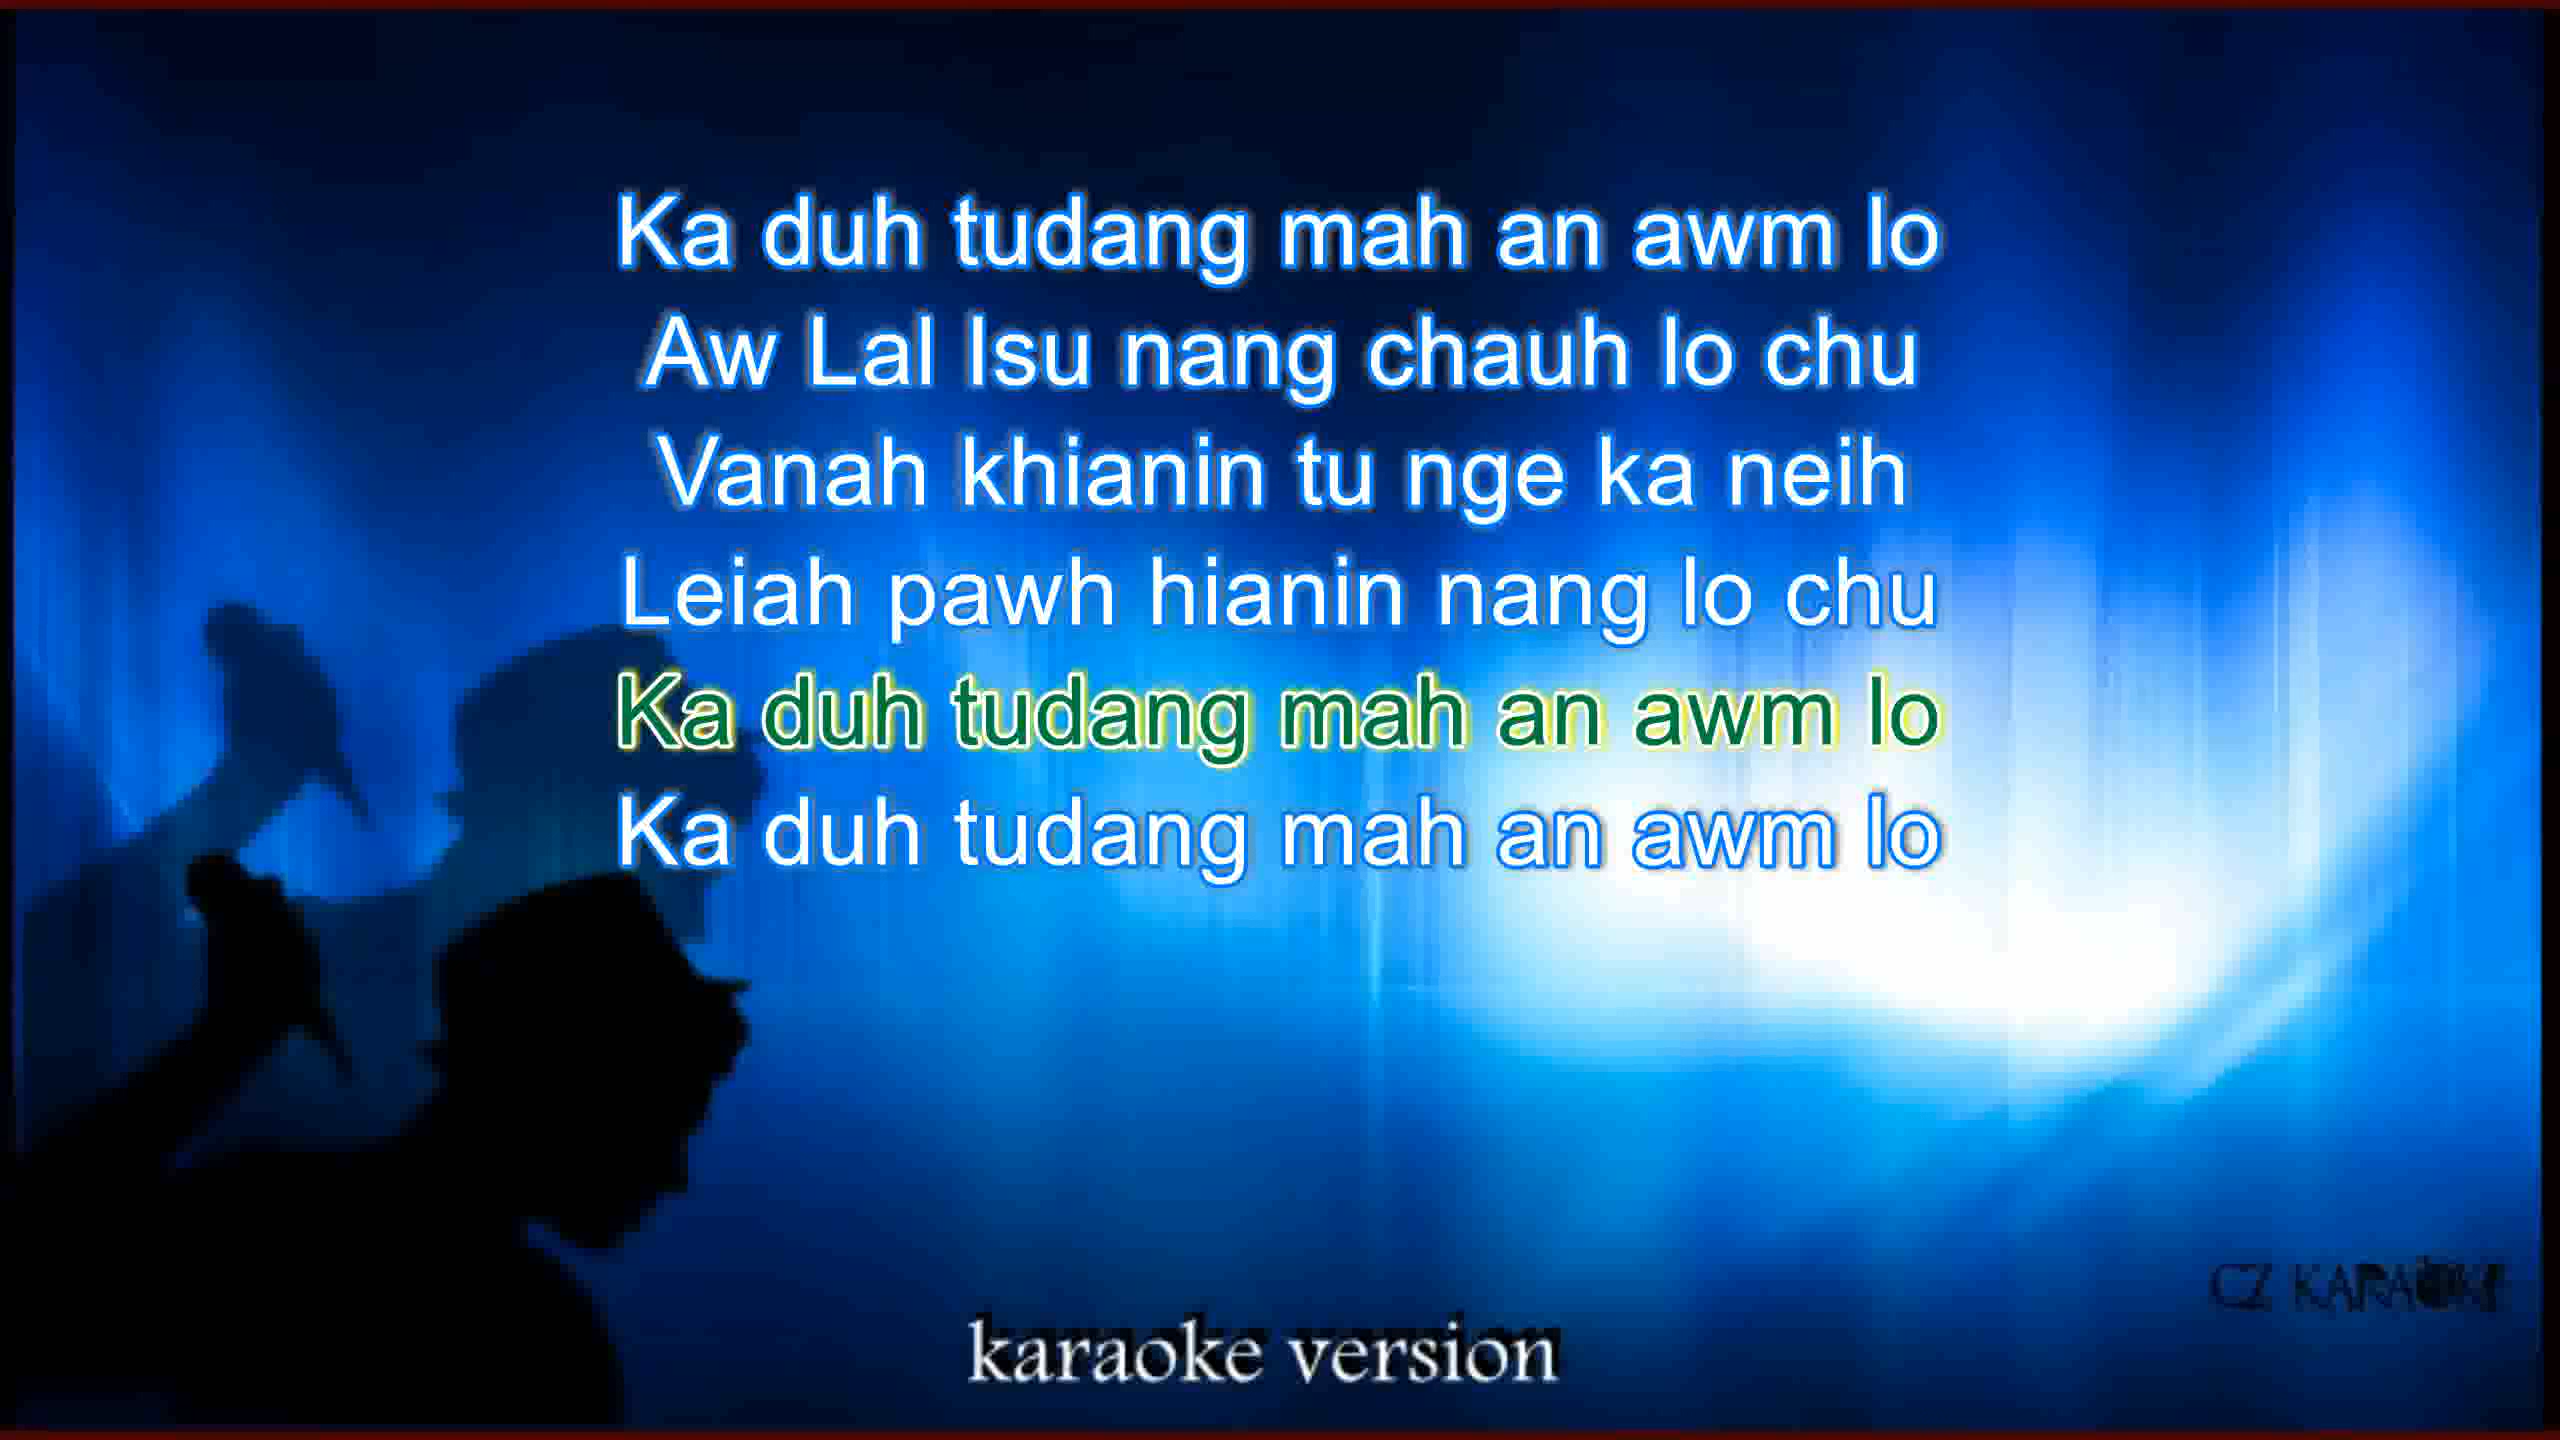 Ka duh tudang mah an awm lo
Aw Lal Isu nang chauh lo chu
Vanah khianin tu nge ka neih
Leiah pawh hianin nang lo chu
Ka duh tudang mah an awm lo
Ka duh tudang mah an awm lo
CZ KARAOKE
karaoke version